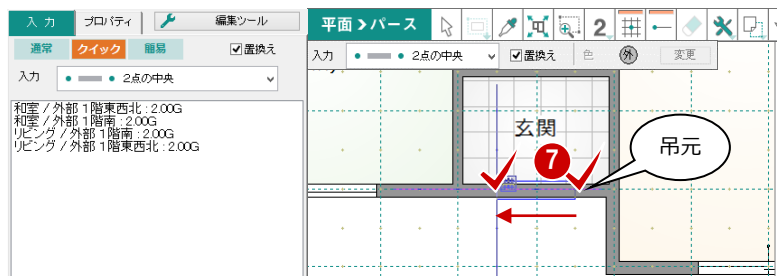 入 力
プロパティ
編集ツール
通常
クイック
簡易
置換え
入力
2点の中央
和室 / 外部 1階東西北 : 2.00G
和室 / 外部 1階南 : 2.00G
リビング / 外部 1階南 : 2.00G
リビング / 外部 1階東西北 : 2.00G
平面
パース
2
入力
2点の中央
置換え
色
外
変更
玄関
7
吊元